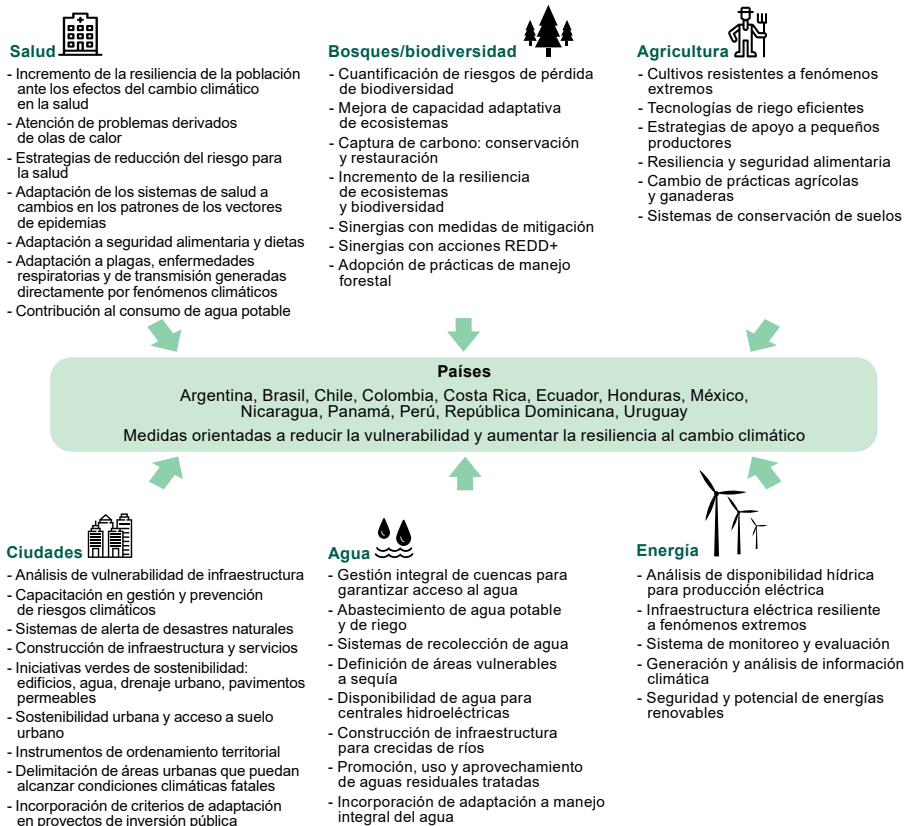 Salud
- Incremento de la resiliencia de la población
ante los efectos del cambio climático
en la salud
- Atención de problemas derivados
de olas de calor
- Estrategias de reducción del riesgo para
la salud
- Adaptación de los sistemas de salud a
cambios en los patrones de los vectores
de epidemias
- Adaptación a seguridad alimentaria y dietas
- Adaptación a plagas, enfermedades
respiratorias y de transmisión generadas
directamente por fenómenos climáticos
- Contribución al consumo de agua potable
Bosques/biodiversidad
- Cuantificación de riesgos de pérdida
de biodiversidad
- Mejora de capacidad adaptativa
de ecosistemas
- Captura de carbono: conservación
y restauración
- Incremento de la resiliencia
de ecosistemas
y biodiversidad
- Sinergias con medidas de mitigación
- Sinergias con acciones REDD+
- Adopción de prácticas de manejo
forestal
Agricultura
- Cultivos resistentes a fenómenos
extremos
- Tecnologías de riego eficientes
- Estrategias de apoyo a pequeños
productores
- Resiliencia y seguridad alimentaria
- Cambio de prácticas agrícolas
y ganaderas
- Sistemas de conservación de suelos
Países
Argentina, Brasil, Chile, Colombia, Costa Rica, Ecuador, Honduras, México,
Nicaragua, Panamá, Perú, República Dominicana, Uruguay
Medidas orientadas a reducir la vulnerabilidad y aumentar la resiliencia al cambio climático
Ciudades
- Análisis de vulnerabilidad de infraestructura
- Capacitación en gestión y prevención
de riesgos climáticos
- Sistemas de alerta de desastres naturales
- Construcción de infraestructura y servicios
- Iniciativas verdes de sostenibilidad:
edificios, agua, drenaje urbano, pavimentos
permeables
- Sostenibilidad urbana y acceso a suelo
urbano
- Instrumentos de ordenamiento territorial
- Delimitación de áreas urbanas que puedan
alcanzar condiciones climáticas fatales
- Incorporación de criterios de adaptación
en proyectos de inversión pública
Agua
- Gestión integral de cuencas para
garantizar acceso al agua
- Abastecimiento de agua potable
y de riego
- Sistemas de recolección de agua
- Definición de áreas vulnerables
a sequía
- Disponibilidad de agua para
centrales hidroeléctricas
- Construcción de infraestructura
para crecidas de ríos
- Promoción, uso y aprovechamiento
de aguas residuales tratadas
- Incorporación de adaptación a manejo
integral del agua
Energía
- Análisis de disponibilidad hídrica
para producción eléctrica
- Infraestructura eléctrica resiliente
a fenómenos extremos
- Sistema de monitoreo y evaluación
- Generación y análisis de información
climática
- Seguridad y potencial de energías
renovables